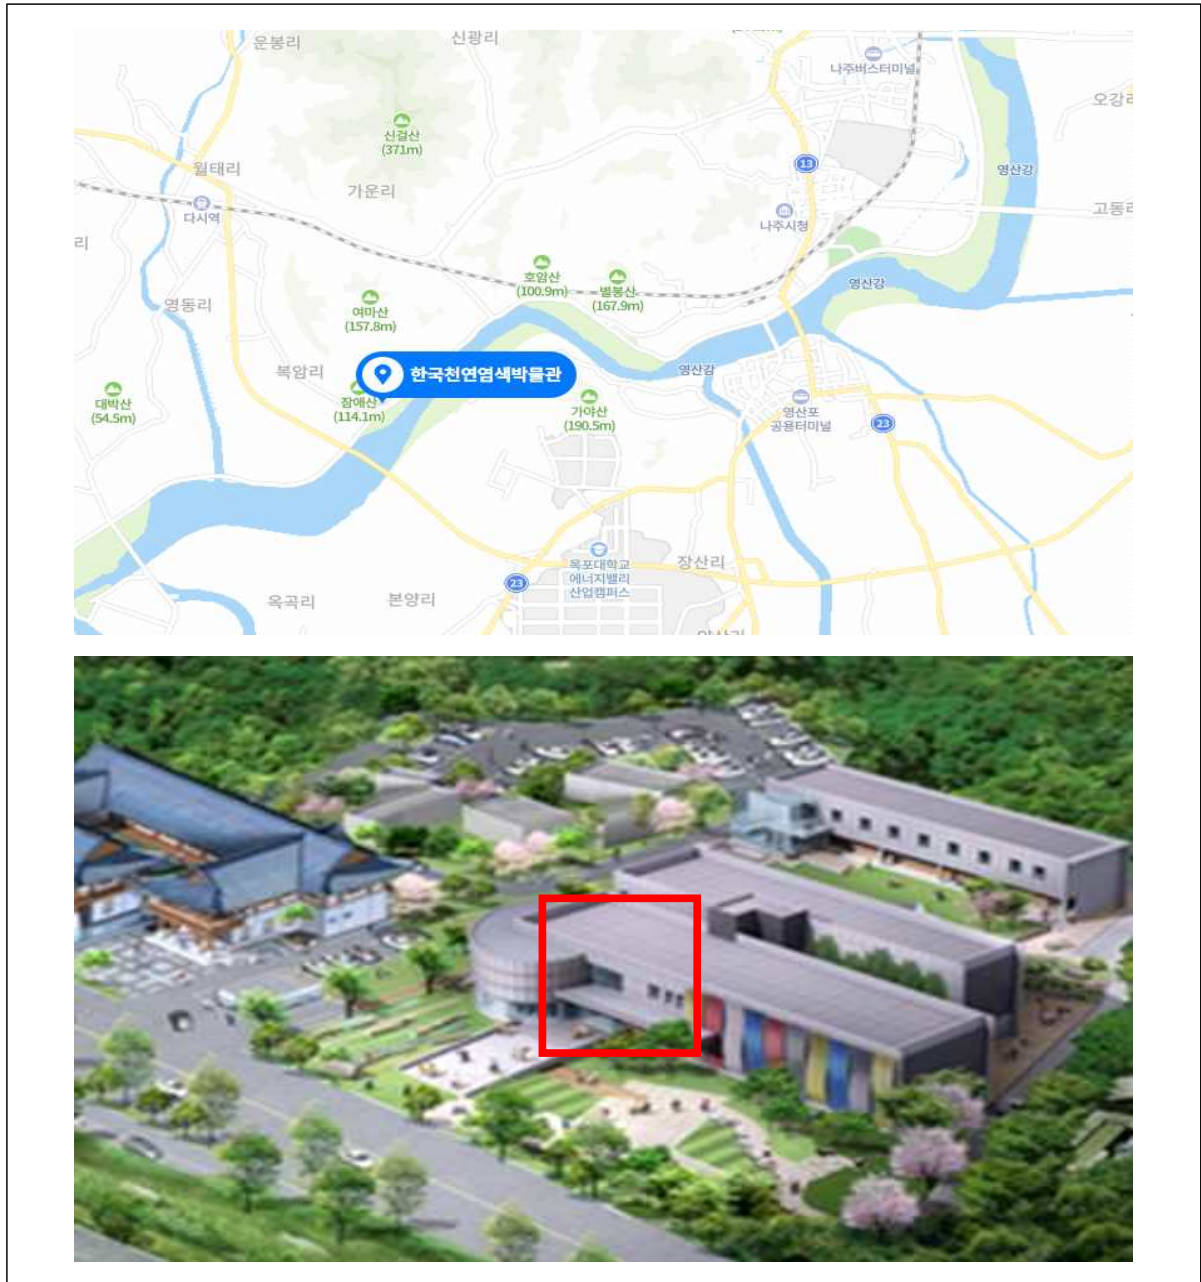 운봉리
신광리
나주버스터미널
오강리
신걸산
(371m)
13
월태리
가운리
영산강
다시역
나주시청
고동리
리
호암산
(100.9m)
별봉산
(167.9m)
영산강
영동리
여마산
(157.8m)
복암리
한국천연염색박물관
영산강
대박산
(54.5m)
잠애산
(114.1m)
가야산
(190.5m)
영산포
공용터미널
23
목포대학교
에너지밸리
산업캠퍼스
장산리
23
옥곡리
본양리